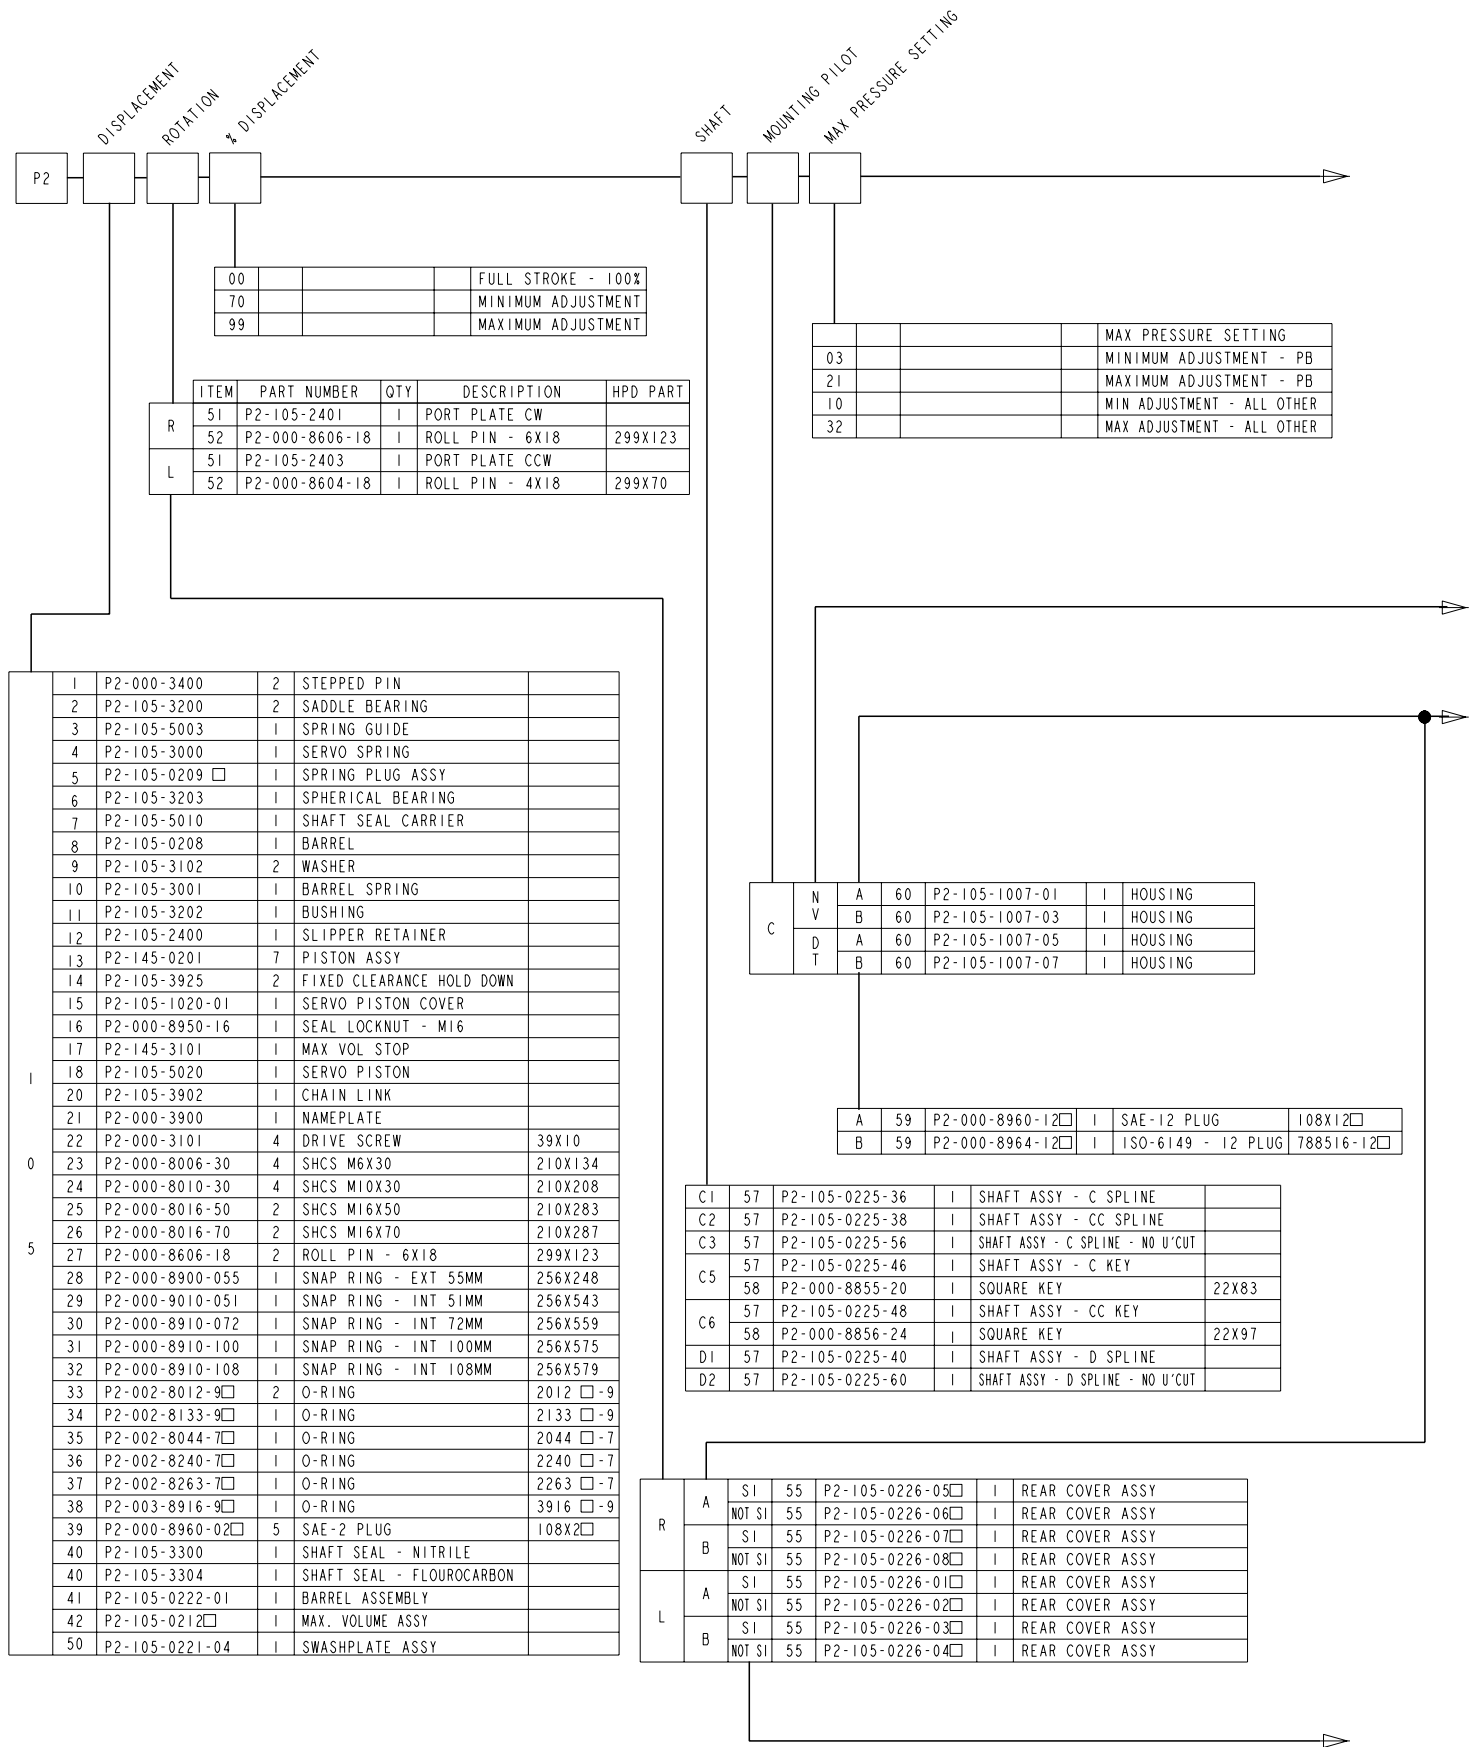 DISPLACEMENT
ROTATION
% DISPLACEMENT
SHAFT
MOUNTING PILOT
MAX PRESSURE SETTING
P2
00 FULL STROKE - 100%
70 MINIMUM ADJUSTMENT
99 MAXIMUM ADJUSTMENT
MAX PRESSURE SETTING
03 MINIMUM ADJUSTMENT - PB
21 MAXIMUM ADJUSTMENT - PB
10 MIN ADJUSTMENT - ALL OTHER
32 MAX ADJUSTMENT - ALL OTHER
ITEM PART NUMBER QTY DESCRIPTION HPD PART
R
51 P2-105-2401 1 PORT PLATE CW
52 P2-000-8606-18 1 ROLL PIN - 6X18 299X123
L
51 P2-105-2403 1 PORT PLATE CCW
52 P2-000-8604-18 1 ROLL PIN - 4X18 299X70
105
1 P2-000-3400 2 STEPPED PIN
2 P2-105-3200 2 SADDLE BEARING
3 P2-105-5003 1 SPRING GUIDE
4 P2-105-3000 1 SERVO SPRING
5 P2-105-0209 □ 1 SPRING PLUG ASSY
6 P2-105-3203 1 SPHERICAL BEARING
7 P2-105-5010 1 SHAFT SEAL CARRIER
8 P2-105-0208 1 BARREL
9 P2-105-3102 2 WASHER
10 P2-105-3001 1 BARREL SPRING
11 P2-105-3202 1 BUSHING
12 P2-105-2400 1 SLIPPER RETAINER
13 P2-145-0201 7 PISTON ASSY
14 P2-105-3925 2 FIXED CLEARANCE HOLD DOWN
15 P2-105-1020-01 1 SERVO PISTON COVER
16 P2-000-8950-16 1 SEAL LOCKNUT - M16
17 P2-145-3101 1 MAX VOL STOP
18 P2-105-5020 1 SERVO PISTON
20 P2-105-3902 1 CHAIN LINK
21 P2-000-3900 1 NAMEPLATE
22 P2-000-3101 4 DRIVE SCREW 39X10
23 P2-000-8006-30 4 SHCS M6X30 210X134
24 P2-000-8010-30 4 SHCS M10X30 210X208
25 P2-000-8016-50 2 SHCS M16X50 210X283
26 P2-000-8016-70 2 SHCS M16X70 210X287
27 P2-000-8606-18 2 ROLL PIN - 6X18 299X123
28 P2-000-8900-055 1 SNAP RING - EXT 55MM 256X248
29 P2-000-9010-051 1 SNAP RING - INT 51MM 256X543
30 P2-000-8910-072 1 SNAP RING - INT 72MM 256X559
31 P2-000-8910-100 1 SNAP RING - INT 100MM 256X575
32 P2-000-8910-108 1 SNAP RING - INT 108MM 256X579
33 P2-002-8012-9□ 2 O-RING 2012 □-9
34 P2-002-8133-9□ 1 O-RING 2133 □-9
35 P2-002-8044-7□ 1 O-RING 2044 □-7
36 P2-002-8240-7□ 1 O-RING 2240 □-7
37 P2-002-8263-7□ 1 O-RING 2263 □-7
38 P2-003-8916-9□ 1 O-RING 3916 □-9
39 P2-000-8960-02□ 5 SAE-2 PLUG 108X2□
40 P2-105-3300 1 SHAFT SEAL - NITRILE
40 P2-105-3304 1 SHAFT SEAL - FLOUROCARBON
41 P2-105-0222-01 1 BARREL ASSEMBLY
42 P2-105-0212□ 1 MAX. VOLUME ASSY
50 P2-105-0221-04 1 SWASHPLATE ASSY
C
NV
A 60 P2-105-1007-01 1 HOUSING
B 60 P2-105-1007-03 1 HOUSING
DT
A 60 P2-105-1007-05 1 HOUSING
B 60 P2-105-1007-07 1 HOUSING
A 59 P2-000-8960-12□ 1 SAE-12 PLUG 108X12□
B 59 P2-000-8964-12□ 1 ISO-6149 - 12 PLUG 788516-12□
C1 57 P2-105-0225-36 1 SHAFT ASSY - C SPLINE
C2 57 P2-105-0225-38 1 SHAFT ASSY - CC SPLINE
C3 57 P2-105-0225-56 1 SHAFT ASSY - C SPLINE - NO U'CUT
C5
57 P2-105-0225-46 1 SHAFT ASSY - C KEY
58 P2-000-8855-20 1 SQUARE KEY 22X83
C6
57 P2-105-0225-48 1 SHAFT ASSY - CC KEY
58 P2-000-8856-24 1 SQUARE KEY 22X97
D1 57 P2-105-0225-40 1 SHAFT ASSY - D SPLINE
D2 57 P2-105-0225-60 1 SHAFT ASSY - D SPLINE - NO U'CUT
R
A
S1 55 P2-105-0226-05□ 1 REAR COVER ASSY
NOT S1 55 P2-105-0226-06□ 1 REAR COVER ASSY
B
S1 55 P2-105-0226-07□ 1 REAR COVER ASSY
NOT S1 55 P2-105-0226-08□ 1 REAR COVER ASSY
L
A
S1 55 P2-105-0226-01□ 1 REAR COVER ASSY
NOT S1 55 P2-105-0226-02□ 1 REAR COVER ASSY
B
S1 55 P2-105-0226-03□ 1 REAR COVER ASSY
NOT S1 55 P2-105-0226-04□ 1 REAR COVER ASSY